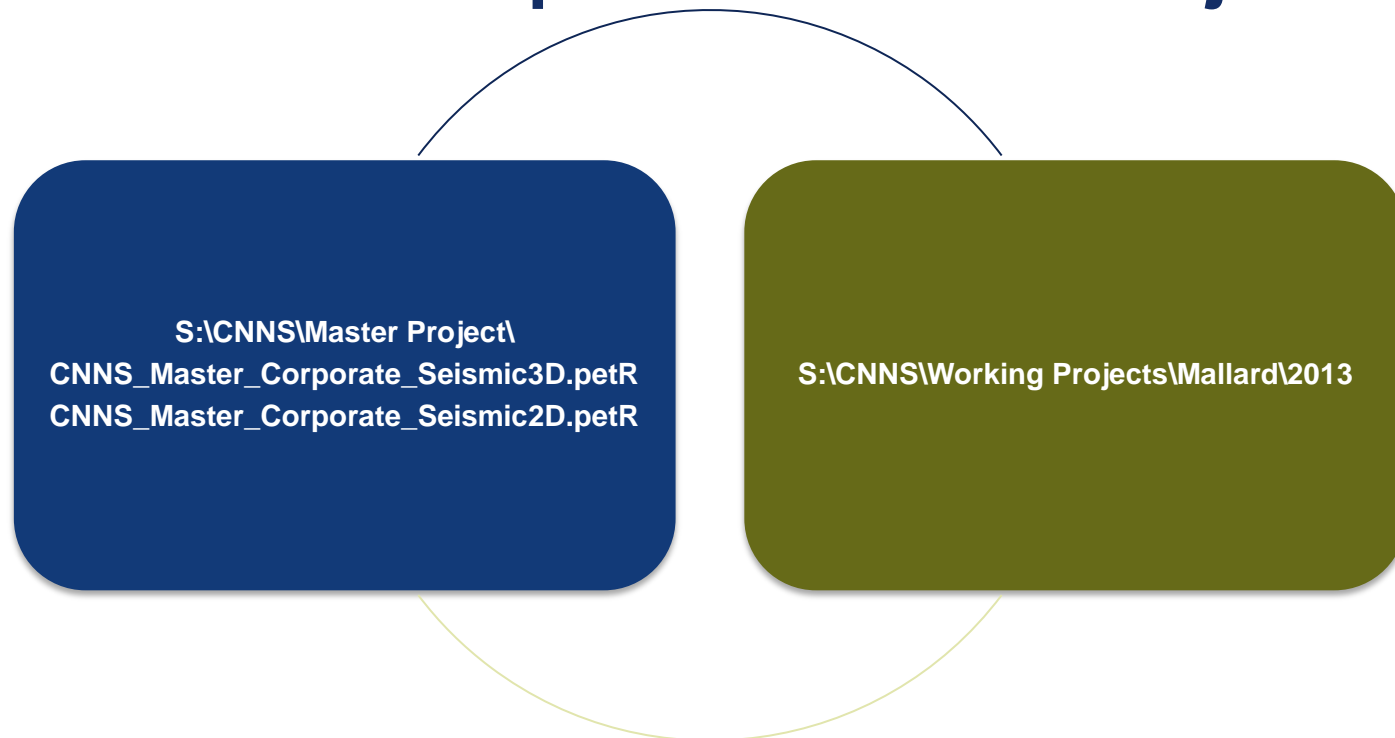 S:\CNNS\Master Project\
CNNS_Master_Corporate_Seismic3D.petR
CNNS_Master_Corporate_Seismic2D.petR
S:\CNNS\Working Projects\Mallard\2013